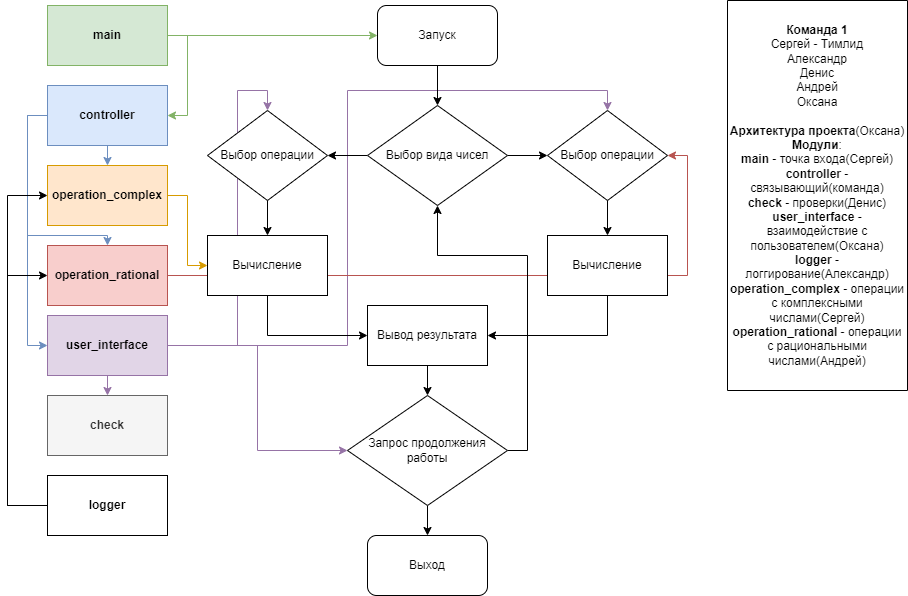 main
controller
operation_complex
operation_rational
user_interface
check
logger
Запуск
Выбор операции
Выбор вида чисел
Выбор операции
Вычисление
Вычисление
Вывод результата
Запрос продолжения
работы
Выход
Команда 1
Сергей - Тимлид
Александр
Денис
Андрей
Оксана
Архитектура проекта(Оксана)
Модули:
main - точка входа(Сергей)
controller -
связывающий(команда)
check - проверки(Денис)
user_interface -
взаимодействие с
пользователем(Оксана)
logger -
логгирование(Александр)
operation_complex - операции
с комплексными
числами(Сергей)
operation_rational - операции
с рациональными
числами(Андрей)